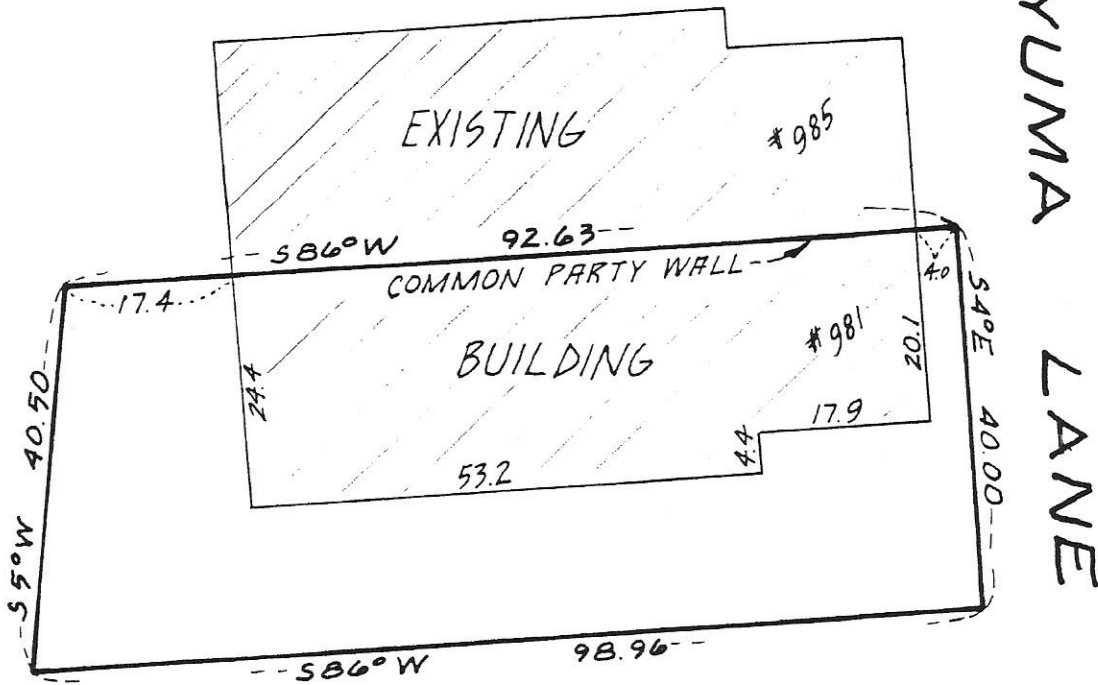 YUMA LANE
EXISTING
# 985
S86°W 92.63
COMMON PARTY WALL
17.4
4.0
S4°E 40.00
# 981
BUILDING
20.1
24.4
17.9
4.4
53.2
S5°W 40.50
S86°W 98.96